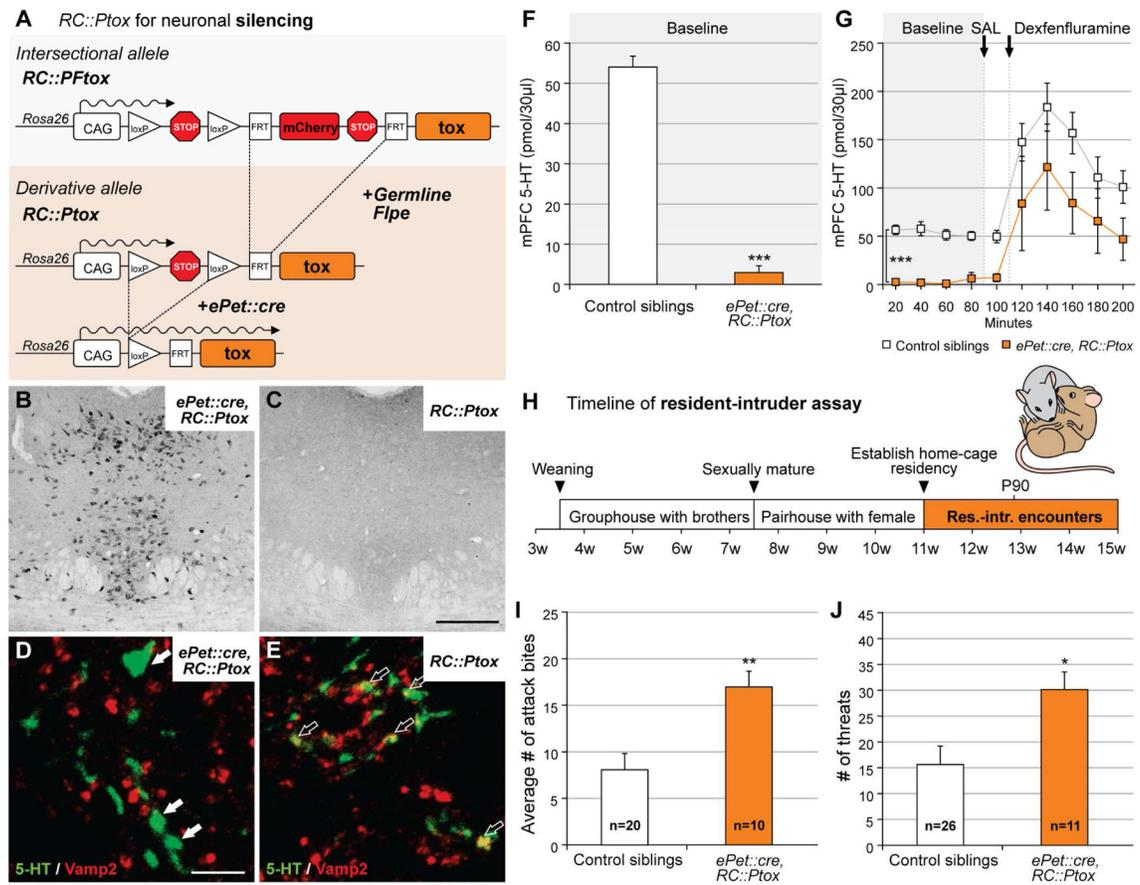 A RC::Ptox for neuronal silencing
Intersectional allele
RC::PFtox
Rosa26 CAG loxP STOP loxP FRT mCherry STOP FRT tox
Derivative allele
RC::Ptox
+Germline
Flpe
Rosa26 CAG loxP STOP loxP FRT tox
+ePet::cre
Rosa26 CAG loxP FRT tox
B ePet::cre,
RC::Ptox
C RC::Ptox
D ePet::cre,
RC::Ptox
5-HT / Vamp2
E RC::Ptox
5-HT / Vamp2
F
Baseline
mPFC 5-HT (pmol/30µl)
60
50
40
30
20
10
0
***
Control siblings
ePet::cre,
RC::Ptox
G
Baseline SAL Dexfenfluramine
mPFC 5-HT (pmol/30µl)
250
200
150
100
50
0
***
20 40 60 80 100 120 140 160 180 200
Minutes
Control siblings ePet::cre, RC::Ptox
H Timeline of resident-intruder assay
Weaning
Sexually mature
Establish home-cage
residency
P90
Grouphouse with brothers Pairhouse with female Res.-intr. encounters
3w 4w 5w 6w 7w 8w 9w 10w 11w 12w 13w 14w 15w
I
Average # of attack bites
25
20
15
10
5
0
**
n=20 n=10
Control siblings
ePet::cre,
RC::Ptox
J
# of threats
45
40
35
30
25
20
15
10
5
0
*
n=26 n=11
Control siblings
ePet::cre,
RC::Ptox